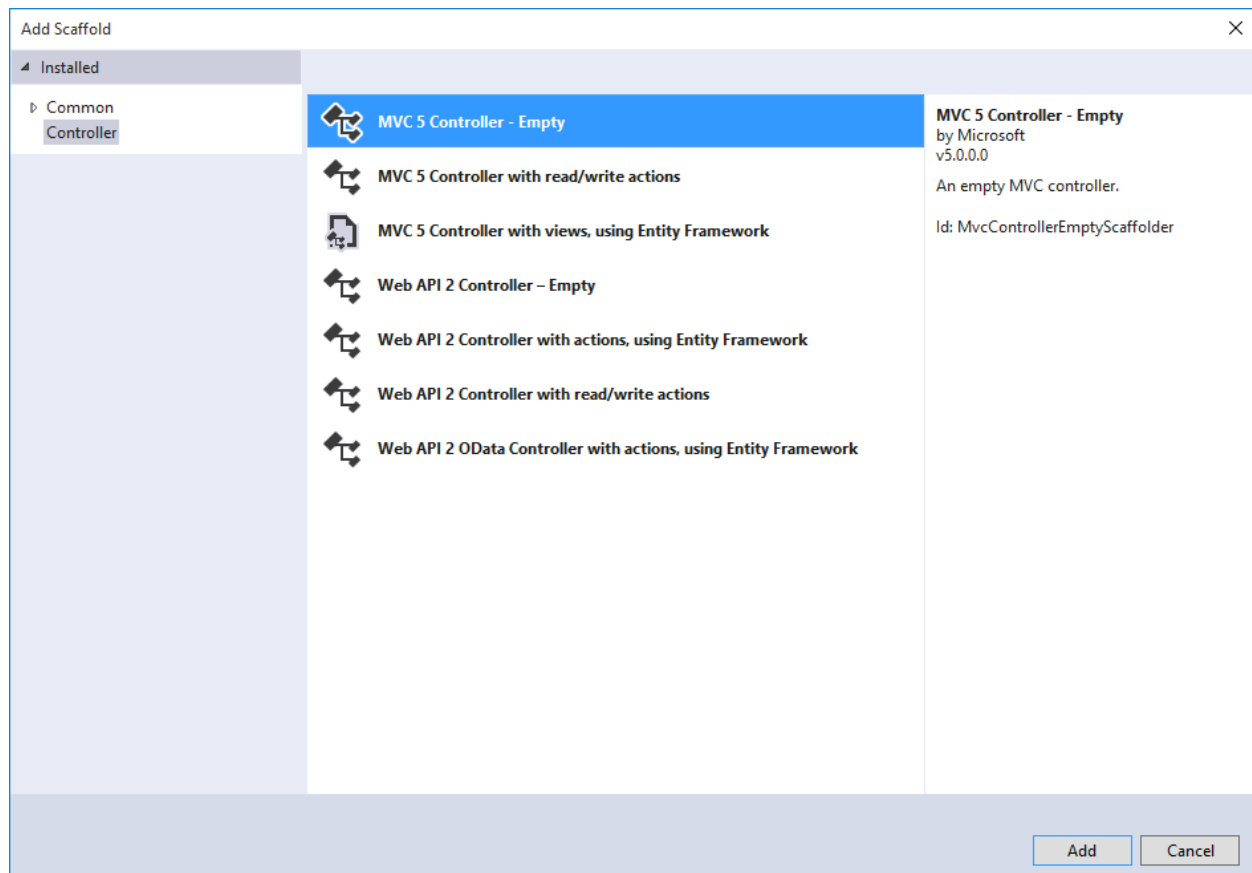 Add Scaffold
Installed
Common
Controller
MVC 5 Controller - Empty
MVC 5 Controller with read/write actions
MVC 5 Controller with views, using Entity Framework
Web API 2 Controller – Empty
Web API 2 Controller with actions, using Entity Framework
Web API 2 Controller with read/write actions
Web API 2 OData Controller with actions, using Entity Framework
MVC 5 Controller - Empty
by Microsoft
v5.0.0.0
An empty MVC controller.
Id: MvcControllerEmptyScaffolder
Add
Cancel